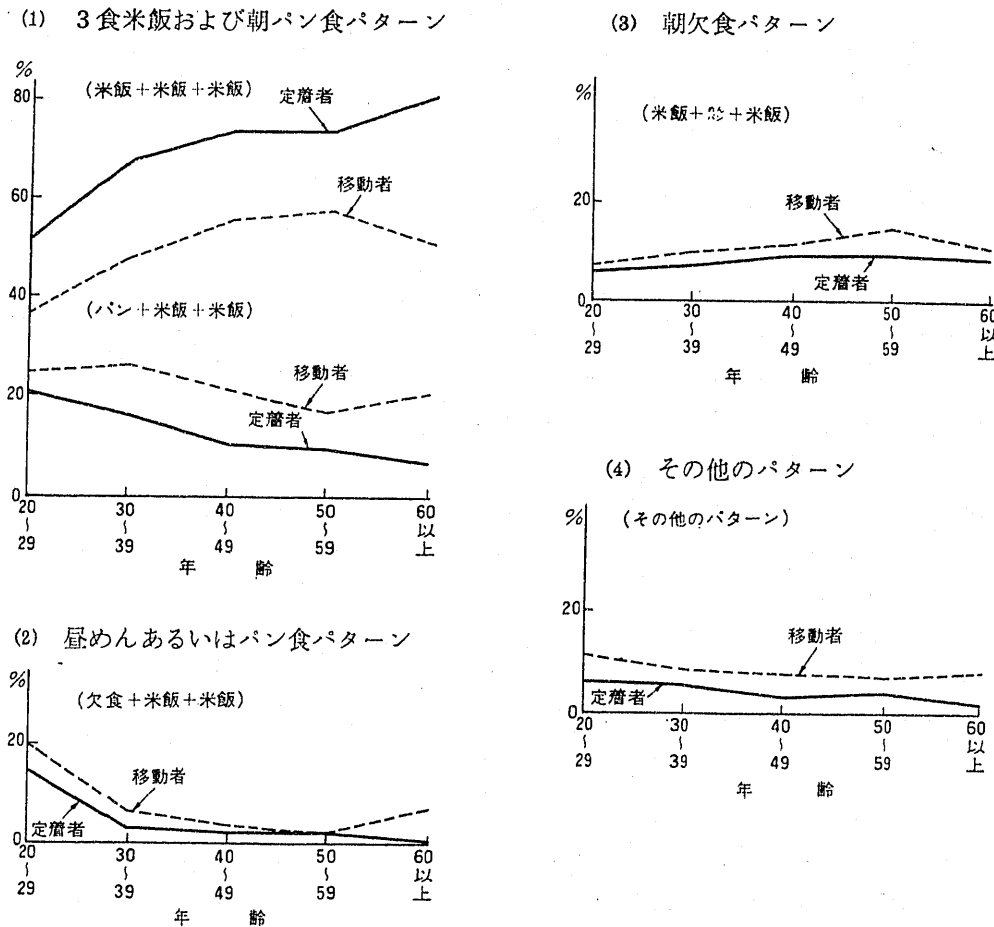 (1) 3食米飯および朝パン食パターン
%
(米飯+米飯+米飯)
定着者
80
移動者
60
40
(パン+米飯+米飯)
移動者
20
定着者
0
20〜29
30〜39
40〜49
50〜59
60以上
年齢
(2) 昼めんあるいはパン食パターン
%
(欠食+米飯+米飯)
20
移動者
定着者
0
20〜29
30〜39
40〜49
50〜59
60以上
年齢
(3) 朝欠食パターン
%
(米飯+ +米飯)
20
移動者
定着者
0
20〜29
30〜39
40〜49
50〜59
60以上
年齢
(4) その他のパターン
%
(その他のパターン)
20
移動者
定着者
0
20〜29
30〜39
40〜49
50〜59
60以上
年齢